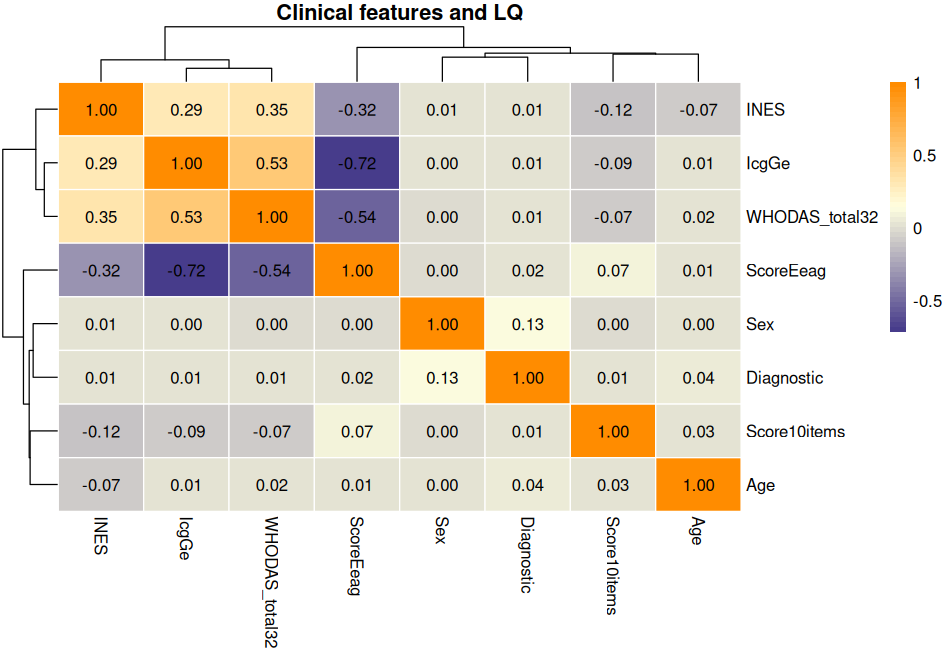 Clinical features and LQ
1.00 0.29 0.35 -0.32 0.01 0.01 -0.12 -0.07 INES
0.29 1.00 0.53 -0.72 0.00 0.01 -0.09 0.01 IcgGe
0.35 0.53 1.00 -0.54 0.00 0.01 -0.07 0.02 WHODAS_total32
-0.32 -0.72 -0.54 1.00 0.00 0.02 0.07 0.01 ScoreEeag
0.01 0.00 0.00 0.00 1.00 0.13 0.00 0.00 Sex
0.01 0.01 0.01 0.02 0.13 1.00 0.01 0.04 Diagnostic
-0.12 -0.09 -0.07 0.07 0.00 0.01 1.00 0.03 Score10items
-0.07 0.01 0.02 0.01 0.00 0.04 0.03 1.00 Age
INES
IcgGe
WHODAS_total32
ScoreEeag
Sex
Diagnostic
Score10items
Age
1
0.5
0
-0.5